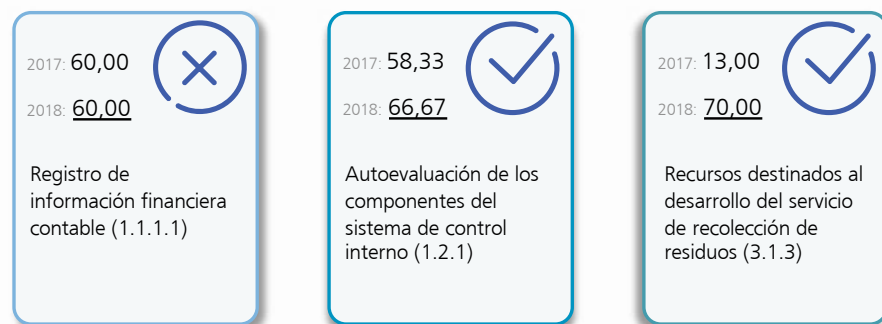 2017: 60,00
2018: 60,00
Registro de
información financiera
contable (1.1.1.1)
2017: 58,33
2018: 66,67
Autoevaluación de los
componentes del
sistema de control
interno (1.2.1)
2017: 13,00
2018: 70,00
Recursos destinados al
desarrollo del servicio
de recolección de
residuos (3.1.3)